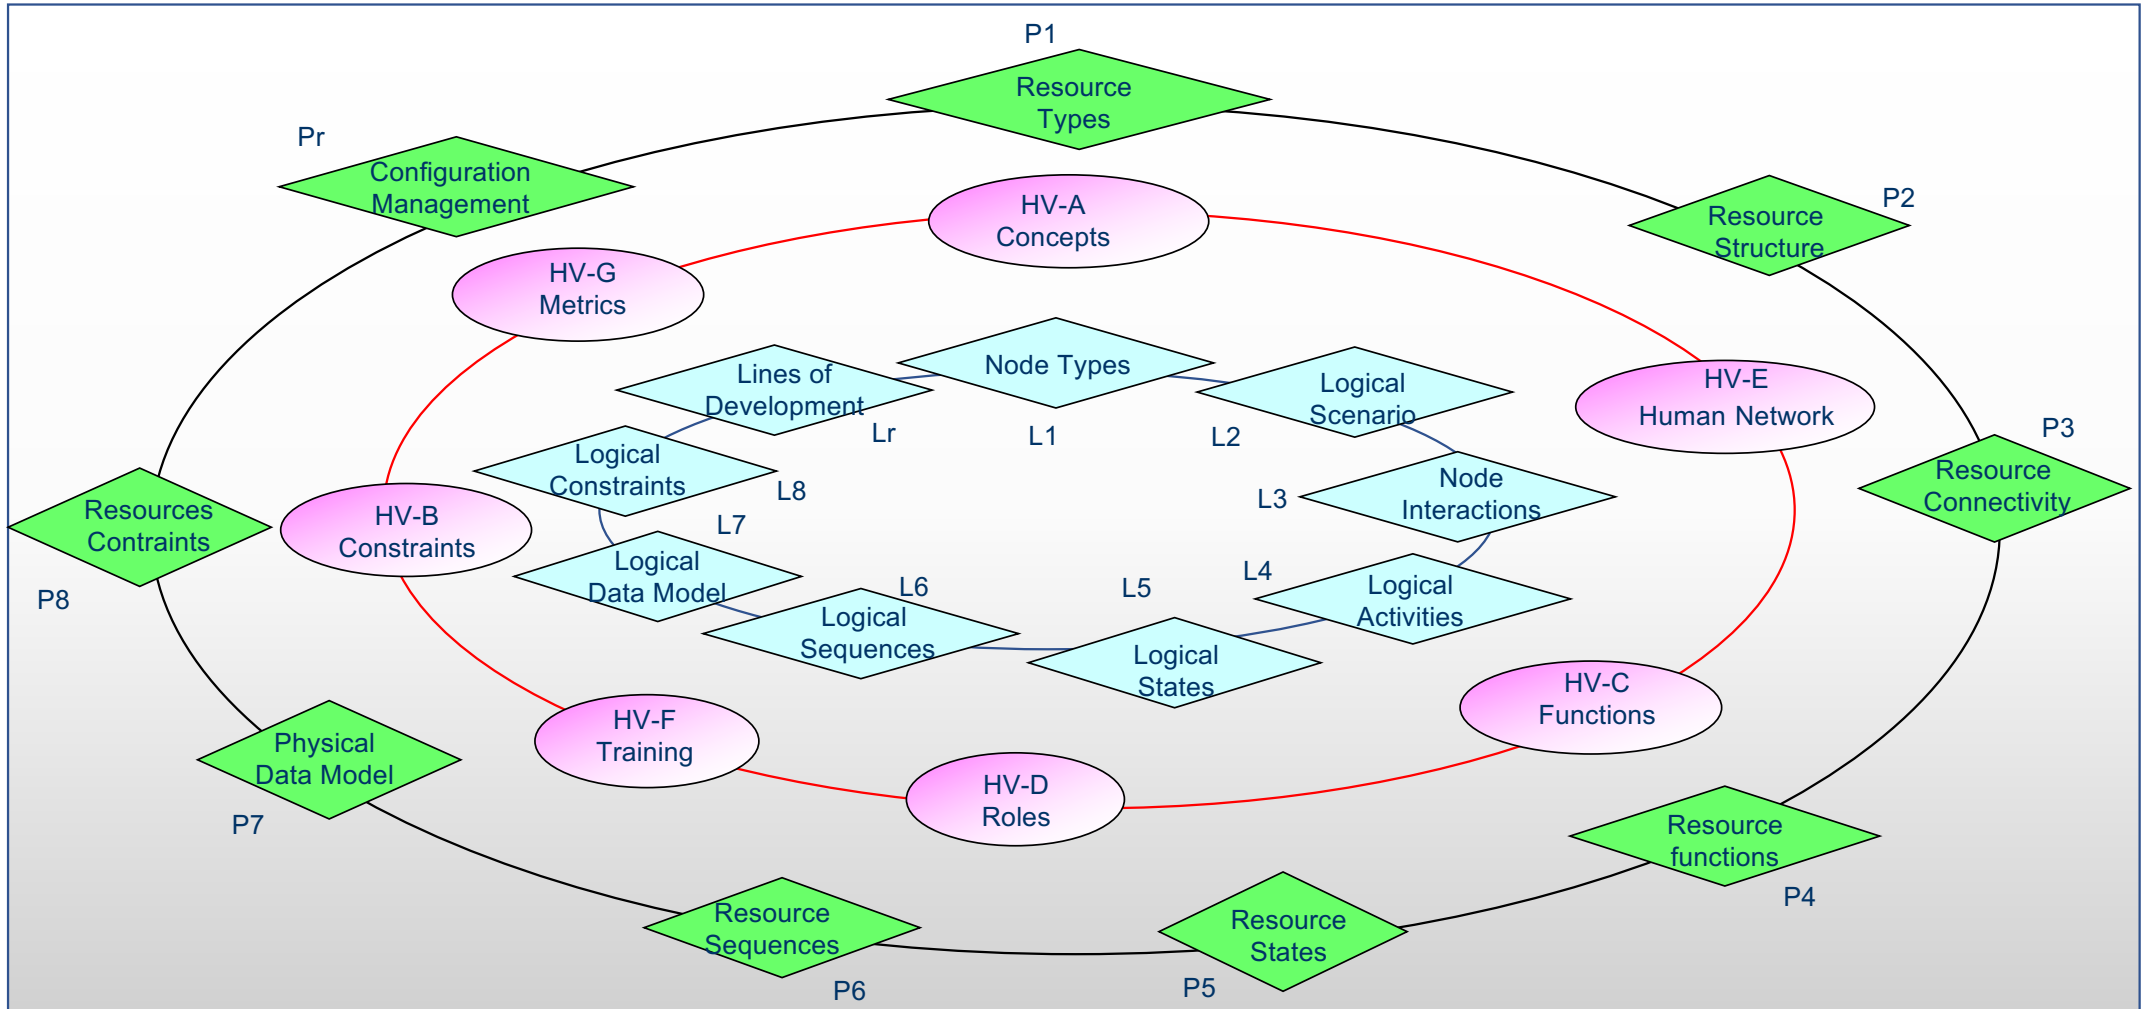 P1
Resource
Types
Pr
Configuration
Management
P2
Resource
Structure
HV-A
Concepts
HV-G
Metrics
HV-E
Human Network
Node Types
L1
Lines of
Development
Lr
Logical
Scenario
L2
P3
Resource
Connectivity
Logical
Constraints
L8
Node
Interactions
L3
Resources
Contraints
P8
HV-B
Constraints
L7
Logical
Data Model
L6
Logical
Sequences
L5
Logical
States
L4
Logical
Activities
HV-C
Functions
HV-F
Training
HV-D
Roles
Physical
Data Model
P7
Resource
functions
P4
Resource
Sequences
P6
Resource
States
P5